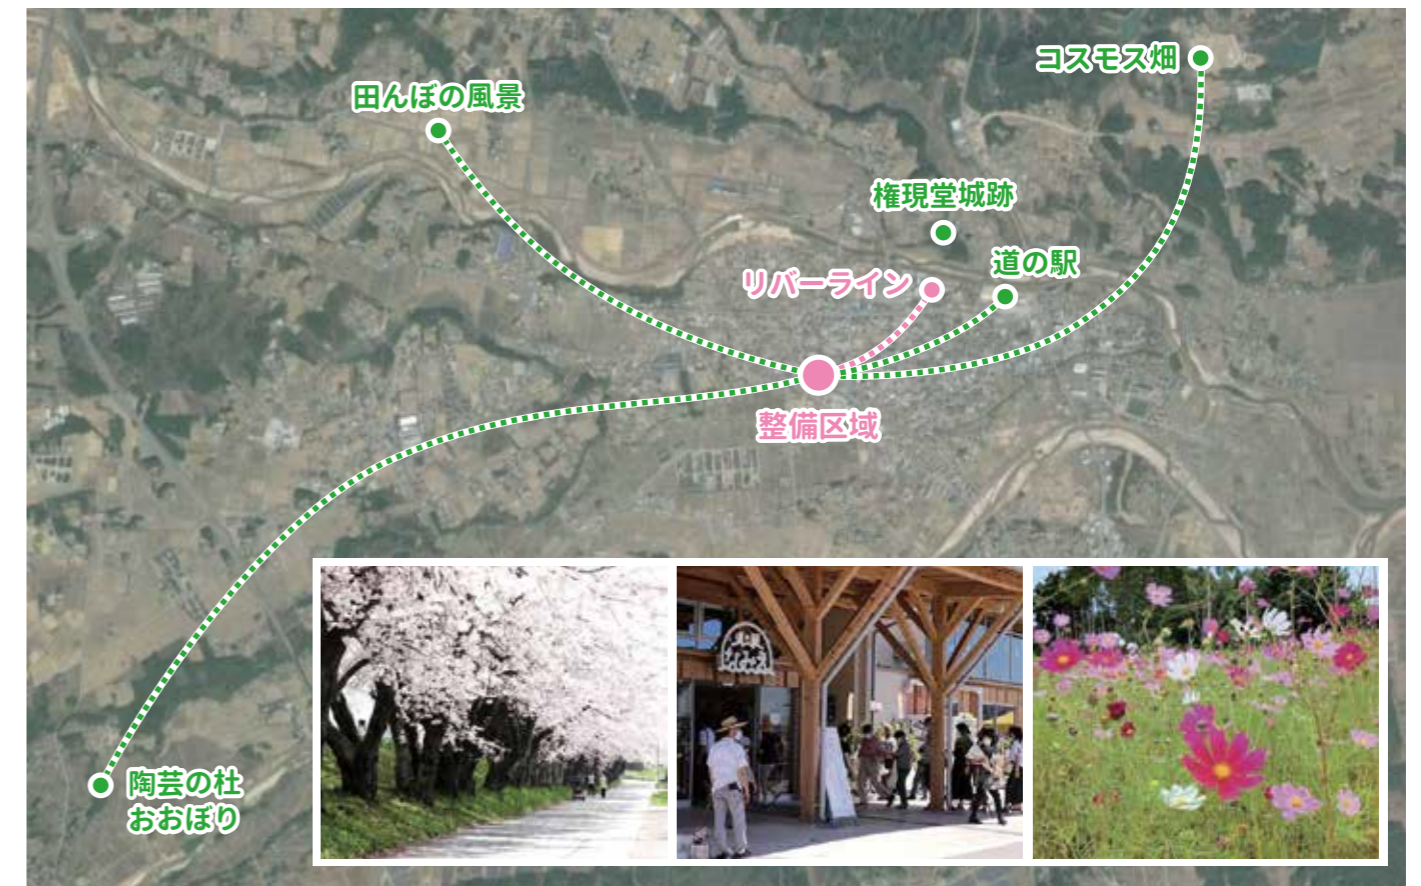 コスモス畑
田んぼの風景
権現堂城跡
道の駅
リバーライン
整備区域
陶芸の杜
おおぼり